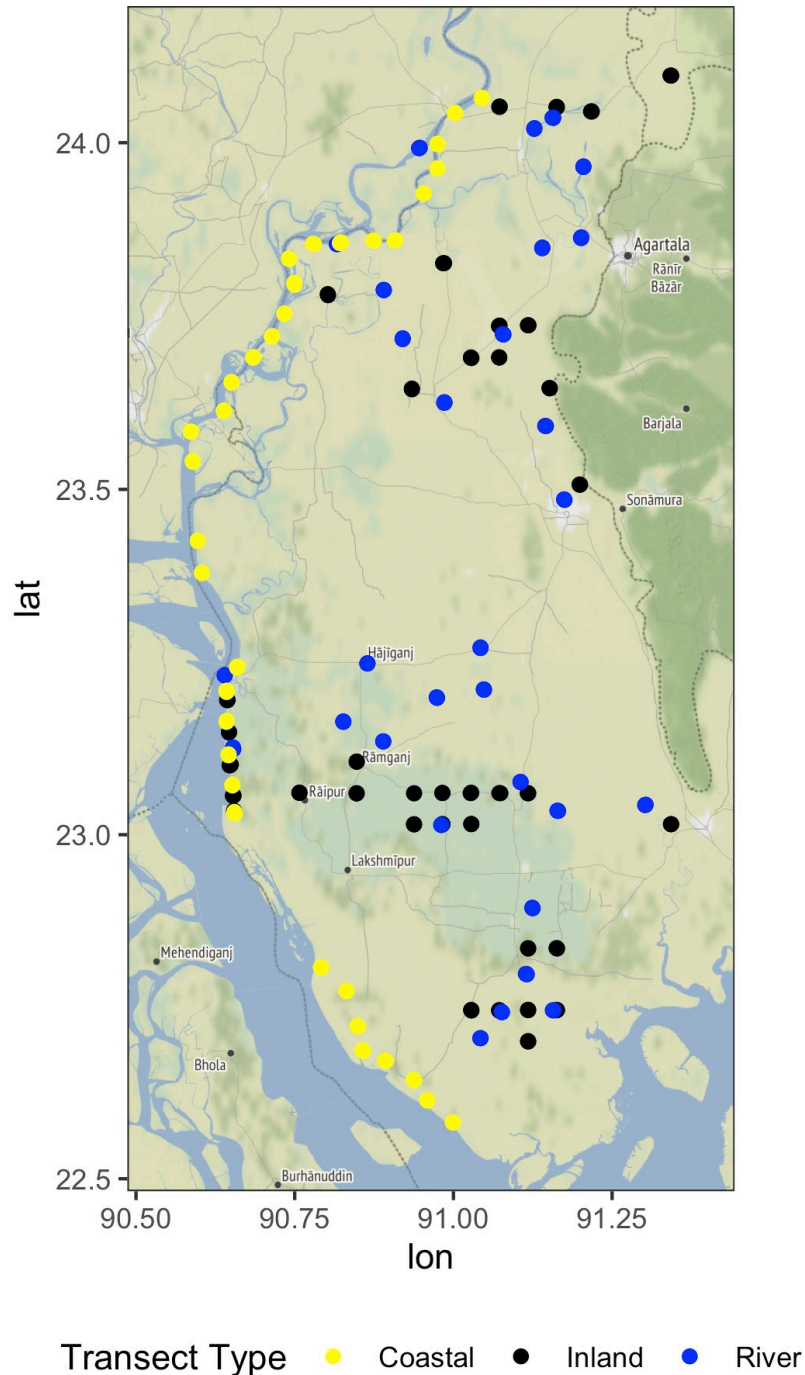 24.0
Agartala
Rānīr
Bāzār
Barjala
23.5
Sonāmura
lat
Hājīganj
Rāmganj
Rāipur
23.0
Lakshmīpur
Mehendiganj
Bhola
Burhānuddin
22.5
90.50 90.75 91.00 91.25
lon
Transect Type Coastal Inland River